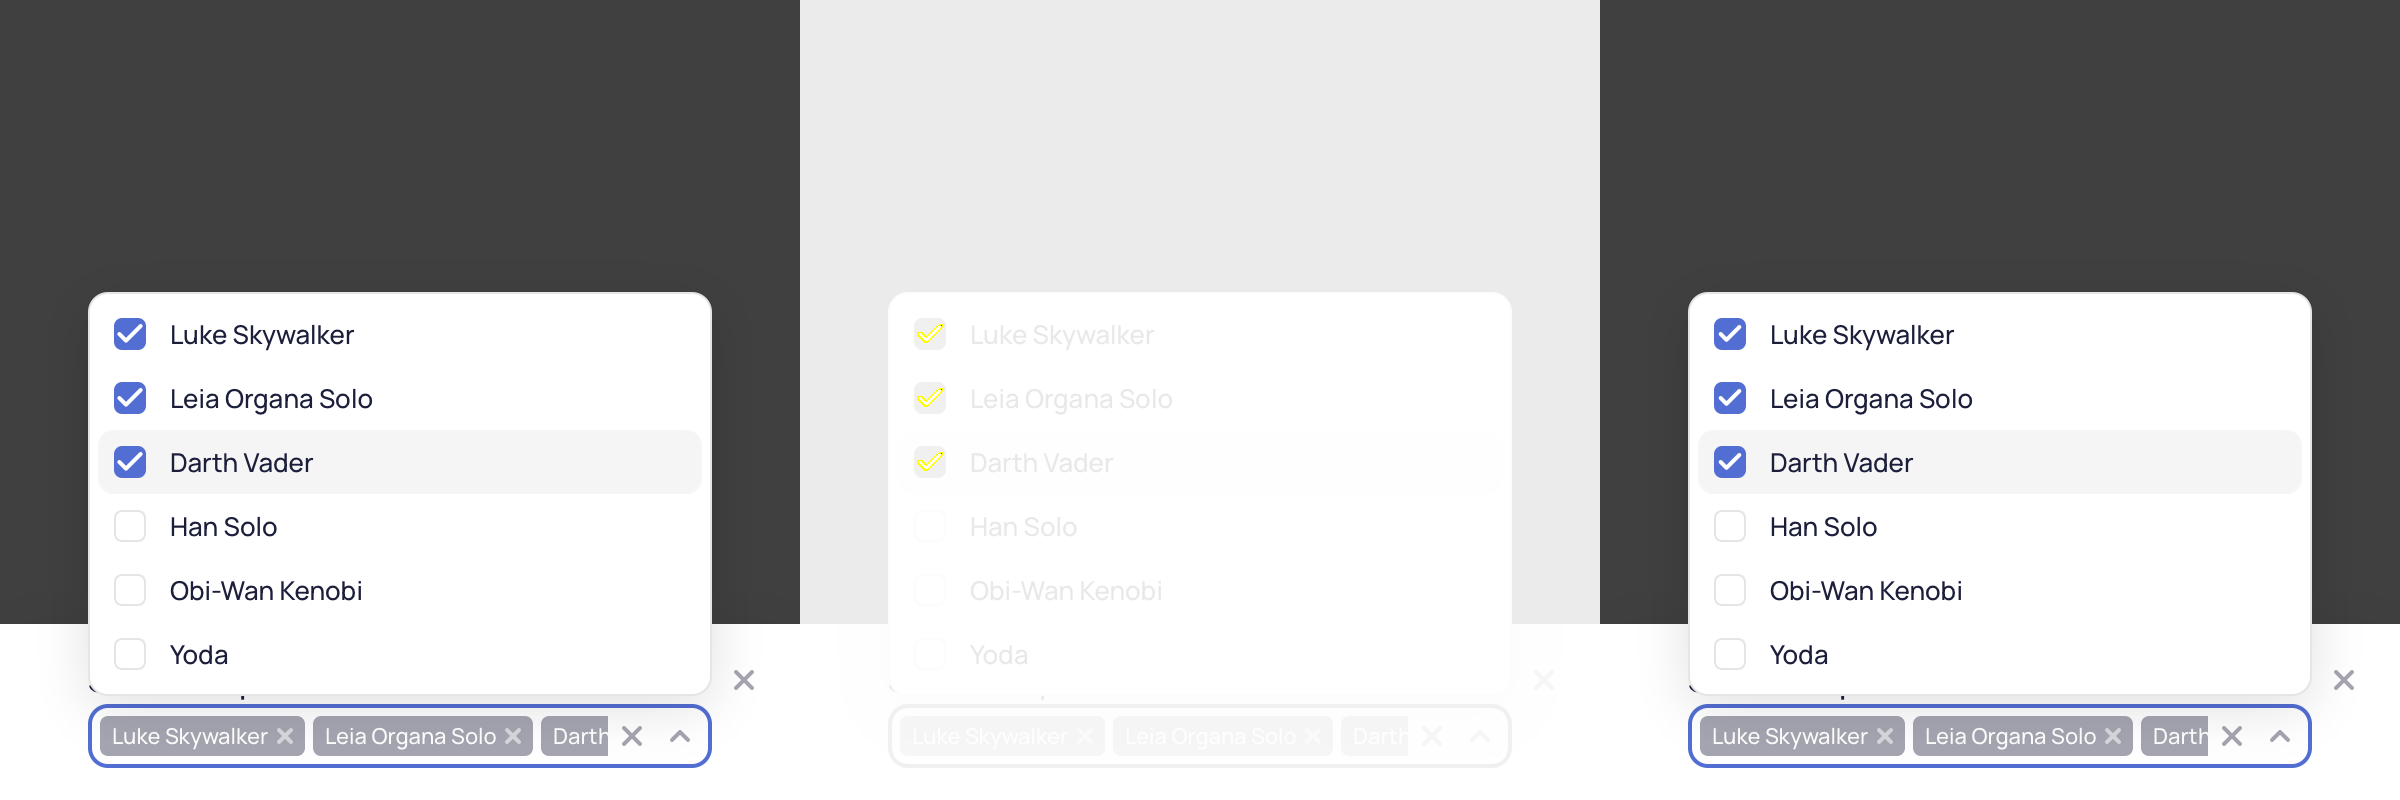 Luke Skywalker
Leia Organa Solo
Darth Vader
Han Solo
Obi-Wan Kenobi
Yoda
Luke Skywalker Leia Organa Solo Darth
Luke Skywalker
Leia Organa Solo
Darth Vader
Han Solo
Obi-Wan Kenobi
Yoda
Luke Skywalker Leia Organa Solo Darth
Luke Skywalker
Leia Organa Solo
Darth Vader
Han Solo
Obi-Wan Kenobi
Yoda
Luke Skywalker Leia Organa Solo Darth